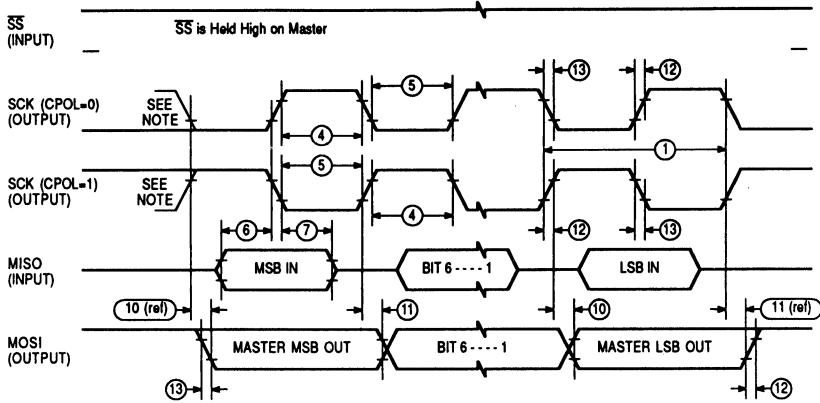 SS
(INPUT)
SS is Held High on Master
13
12
5
SCK (CPOL=0)
(OUTPUT)
SEE
NOTE
4
1
5
SCK (CPOL=1)
(OUTPUT)
SEE
NOTE
4
12
13
6
7
MISO
(INPUT)
MSB IN
BIT 6 - - - - 1
LSB IN
10 (ref)
11
10
11 (ref)
MOSI
(OUTPUT)
MASTER MSB OUT
BIT 6 - - - - 1
MASTER LSB OUT
13
12